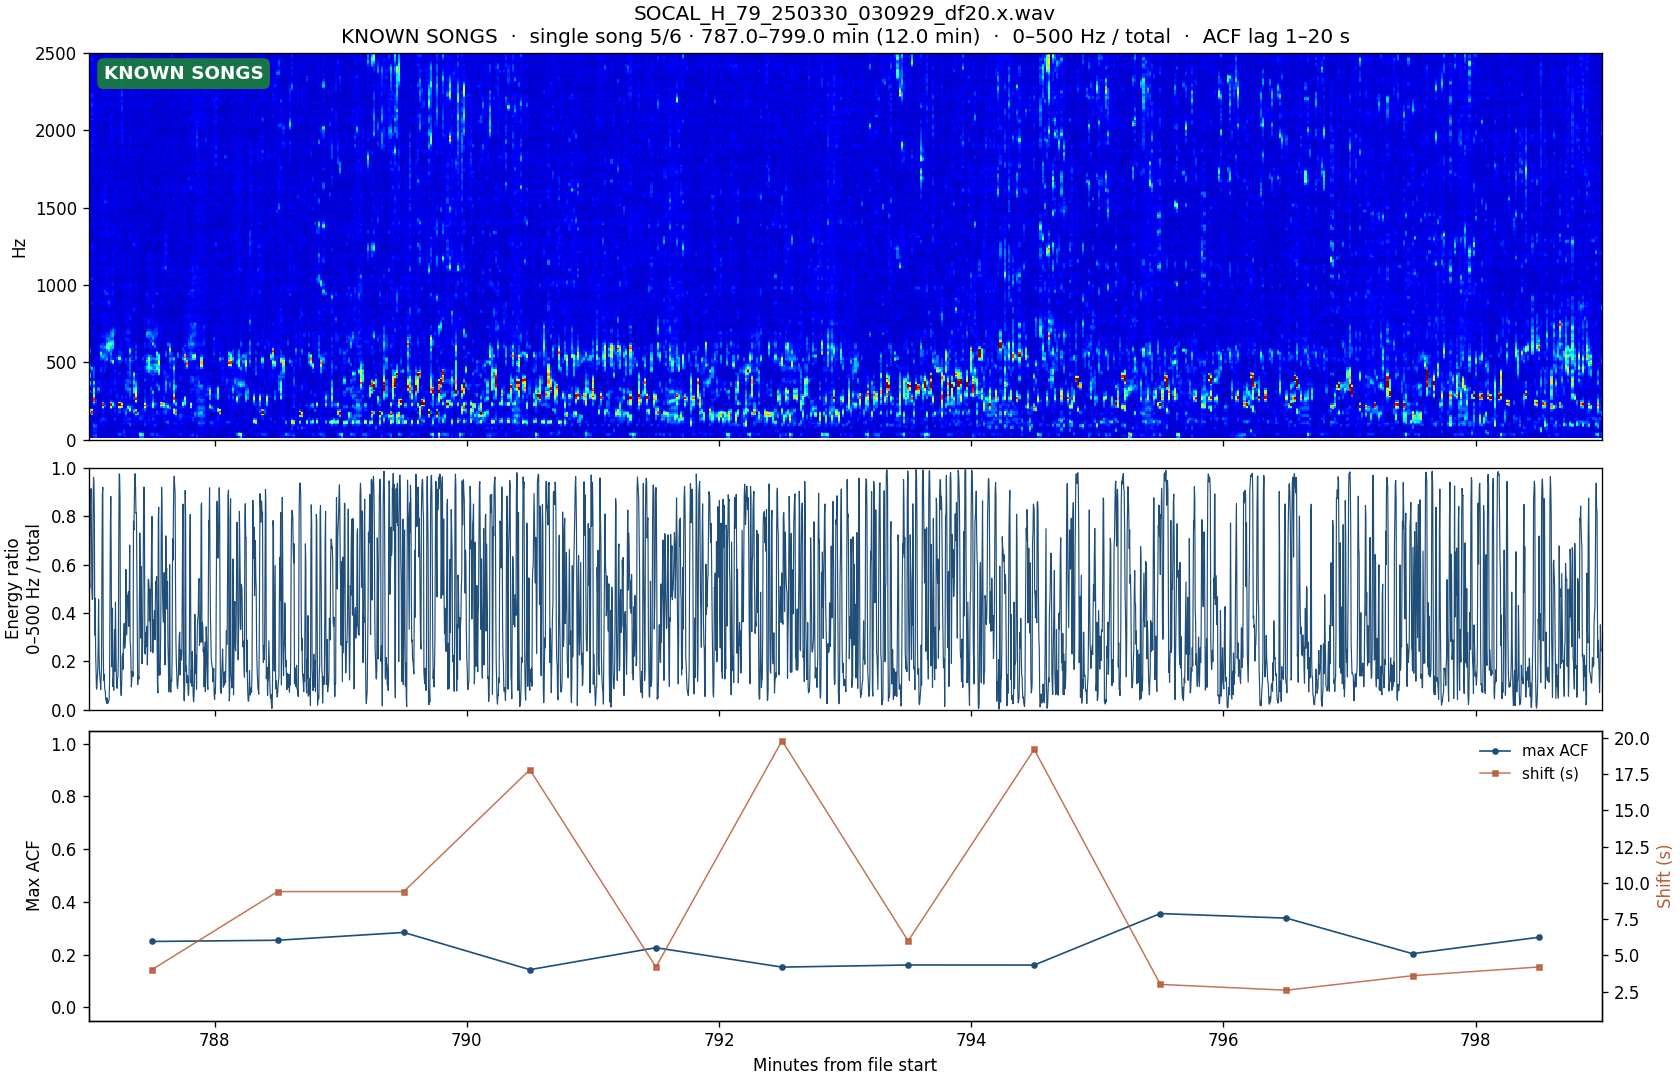 SOCAL_H_79_250330_030929_df20.x.wav
KNOWN SONGS · single song 5/6 · 787.0–799.0 min (12.0 min) · 0–500 Hz / total · ACF lag 1–20 s
KNOWN SONGS
2500
2000
1500
1000
500
0
Hz
1.0
0.8
0.6
0.4
0.2
0.0
Energy ratio
0–500 Hz / total
1.0
0.8
0.6
0.4
0.2
0.0
Max ACF
max ACF
shift (s)
20.0
17.5
15.0
12.5
10.0
7.5
5.0
2.5
Shift (s)
788
790
792
794
796
798
Minutes from file start